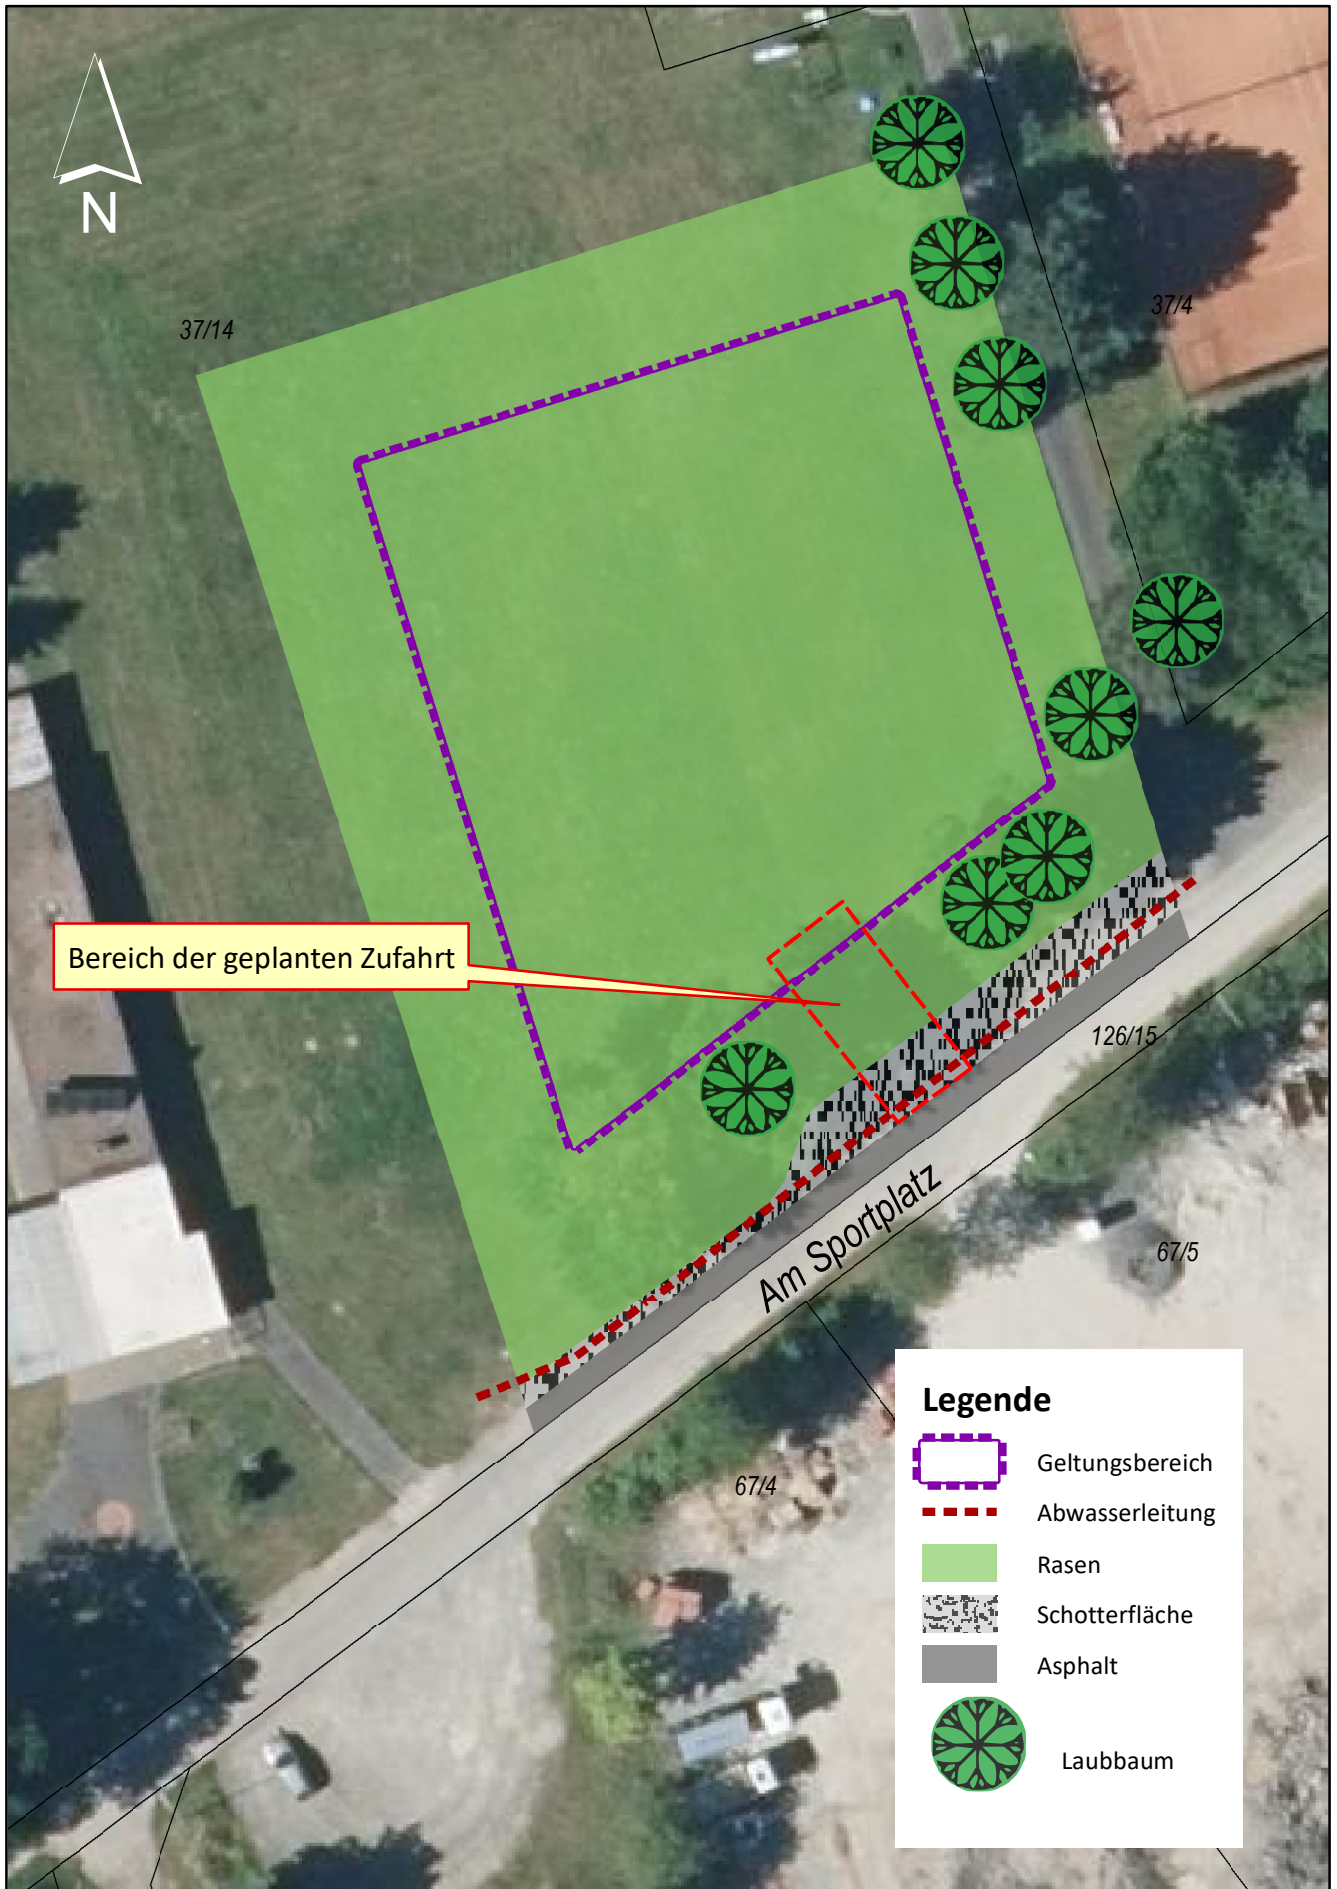 N
37/14
37/4
Bereich der geplanten Zufahrt
126/15
Am Sportplatz
67/5
67/4
Legende
Geltungsbereich
Abwasserleitung
Rasen
Schotterfläche
Asphalt
Laubbaum